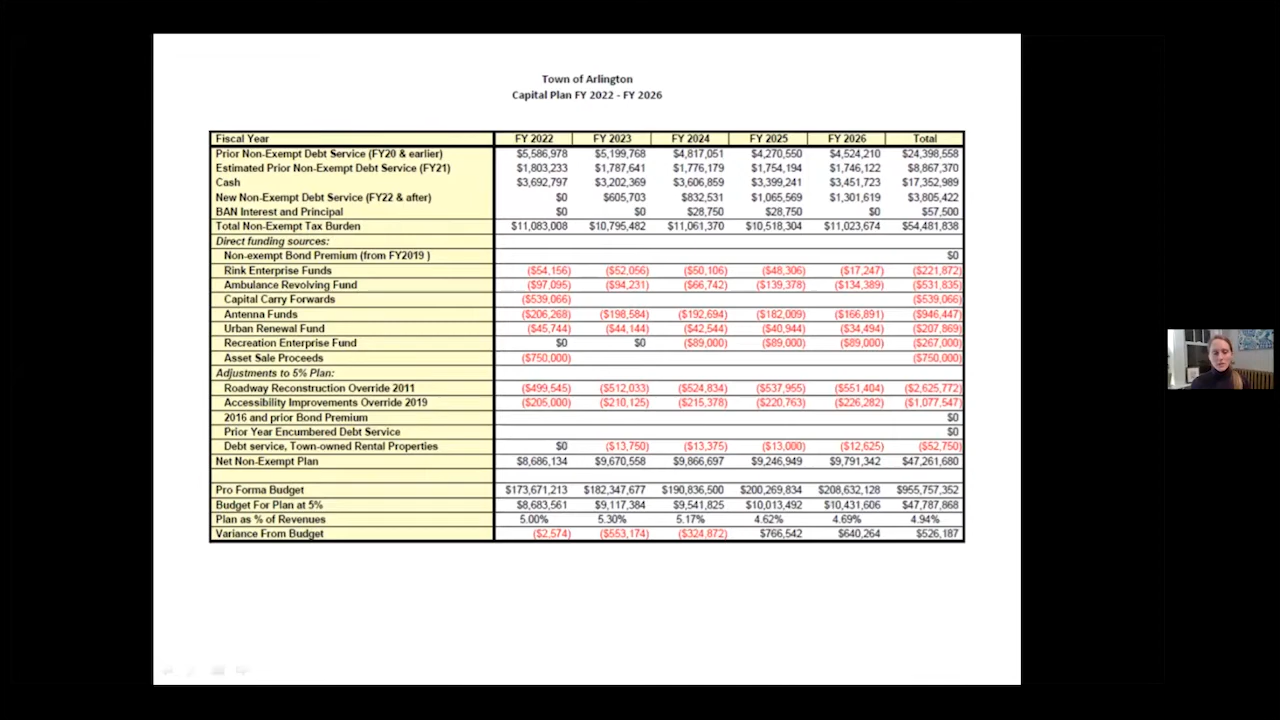 Town of Arlington
Capital Plan FY 2022 - FY 2026
Fiscal Year FY 2022 FY 2023 FY 2024 FY 2025 FY 2026 Total
Prior Non-Exempt Debt Service (FY20 & earlier) $5,586,978 $5,199,768 $4,817,051 $4,270,550 $4,524,210 $24,398,558
Estimated Prior Non-Exempt Debt Service (FY21) $1,803,233 $1,787,641 $1,776,179 $1,754,194 $1,746,122 $8,867,370
Cash $3,692,797 $3,202,369 $3,606,859 $3,399,241 $3,451,723 $17,352,989
New Non-Exempt Debt Service (FY22 & after) $0 $605,703 $832,531 $1,065,569 $1,301,619 $3,805,422
BAN Interest and Principal $0 $0 $28,750 $28,750 $0 $57,500
Total Non-Exempt Tax Burden $11,083,008 $10,795,482 $11,061,370 $10,518,304 $11,023,674 $54,481,838
Direct funding sources:
Non-exempt Bond Premium (from FY2019 ) $0
Rink Enterprise Funds ($54,156) ($52,056) ($50,106) ($48,306) ($17,247) ($221,872)
Ambulance Revolving Fund ($97,095) ($94,231) ($66,742) ($139,378) ($134,389) ($531,835)
Capital Carry Forwards ($539,066) ($539,066)
Antenna Funds ($206,268) ($198,584) ($192,694) ($182,009) ($166,891) ($946,447)
Urban Renewal Fund ($45,744) ($44,144) ($42,544) ($40,944) ($34,494) ($207,869)
Recreation Enterprise Fund $0 $0 ($89,000) ($89,000) ($89,000) ($267,000)
Asset Sale Proceeds ($750,000) ($750,000)
Adjustments to 5% Plan:
Roadway Reconstruction Override 2011 ($499,545) ($512,033) ($524,834) ($537,955) ($551,404) ($2,625,772)
Accessibility Improvements Override 2019 ($205,000) ($210,125) ($215,378) ($220,763) ($226,282) ($1,077,547)
2016 and prior Bond Premium $0
Prior Year Encumbered Debt Service $0
Debt service, Town-owned Rental Properties $0 ($13,750) ($13,375) ($13,000) ($12,625) ($52,750)
Net Non-Exempt Plan $8,686,134 $9,670,558 $9,866,697 $9,246,949 $9,791,342 $47,261,680
Pro Forma Budget $173,671,213 $182,347,677 $190,836,500 $200,269,834 $208,632,128 $955,757,352
Budget For Plan at 5% $8,683,561 $9,117,384 $9,541,825 $10,013,492 $10,431,606 $47,787,868
Plan as % of Revenues 5.00% 5.30% 5.17% 4.62% 4.69% 4.94%
Variance From Budget ($2,574) ($553,174) ($324,872) $766,542 $640,264 $526,187